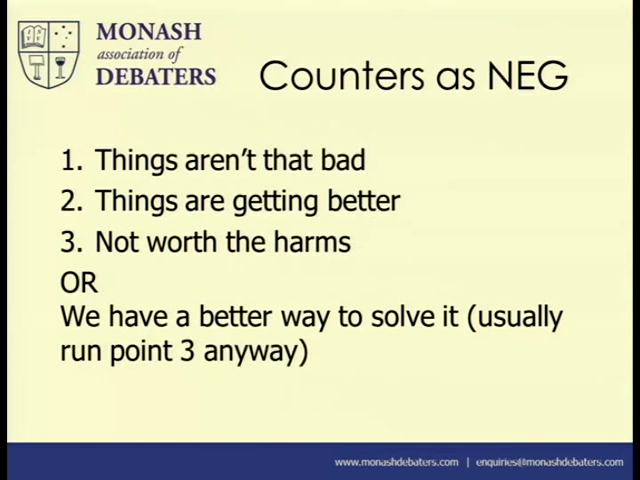 MONASH
association of
DEBATERS
Counters as NEG
1. Things aren't that bad
2. Things are getting better
3. Not worth the harms
OR
We have a better way to solve it (usually
run point 3 anyway)
www.monashdebaters.com | enquiries@monashdebaters.com